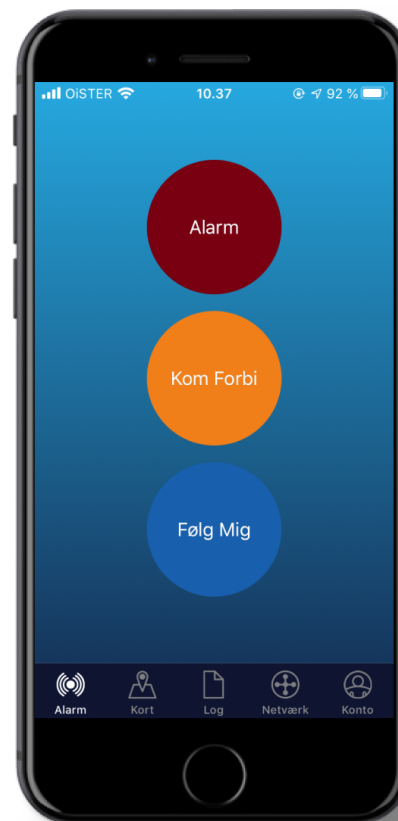 OiSTER 10.37 92 %
Alarm
Kom Forbi
Følg Mig
Alarm Kort Log Netværk Konto